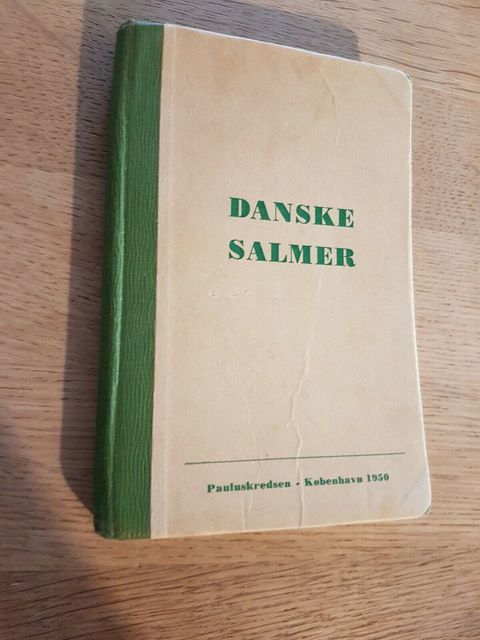 DANSKE
SALMER
Pauluskredsen - København 1950